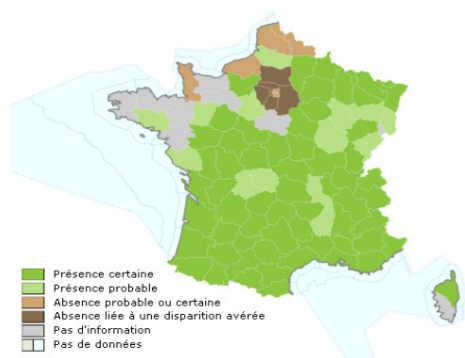 Présence certaine
Présence probable
Absence probable ou certaine
Absence liée à une disparition avérée
Pas d'information
Pas de données